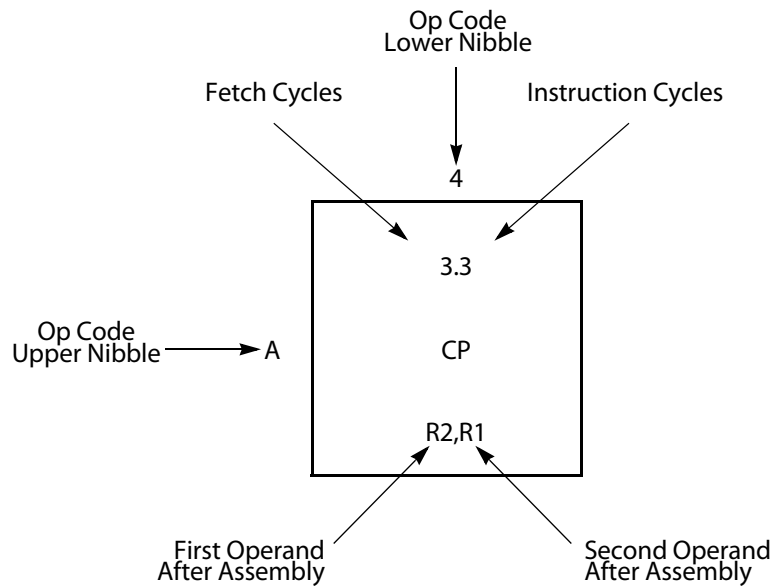 Op Code
Lower Nibble
Fetch Cycles
Instruction Cycles
4
3.3
Op Code
Upper Nibble
A
CP
R2,R1
First Operand
After Assembly
Second Operand
After Assembly